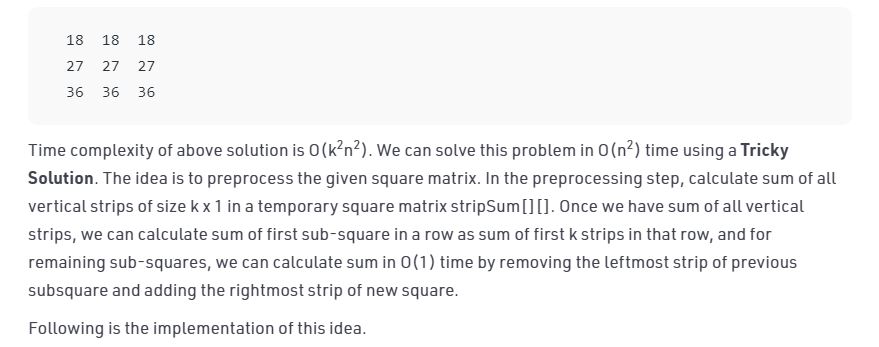 18 18 18
27 27 27
36 36 36
Time complexity of above solution is O(k²n²). We can solve this problem in O(n²) time using a Tricky
Solution. The idea is to preprocess the given square matrix. In the preprocessing step, calculate sum of all
vertical strips of size k x 1 in a temporary square matrix stripSum[][]. Once we have sum of all vertical
strips, we can calculate sum of first sub-square in a row as sum of first k strips in that row, and for
remaining sub-squares, we can calculate sum in O(1) time by removing the leftmost strip of previous
subsquare and adding the rightmost strip of new square.
Following is the implementation of this idea.